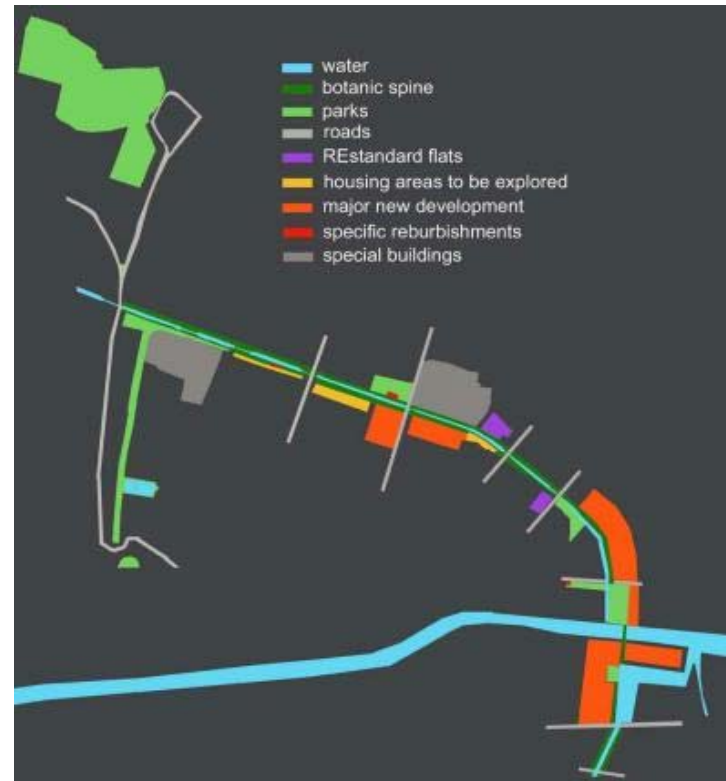 water
botanic spine
parks
roads
REstandard flats
housing areas to be explored
major new development
specific reburbishments
special buildings